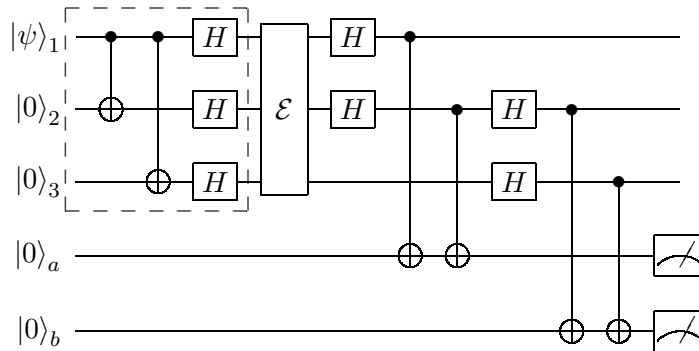 |ψ⟩₁ H ℰ H
|0⟩₂ H H H
|0⟩₃ H H
|0⟩ₐ
|0⟩_b